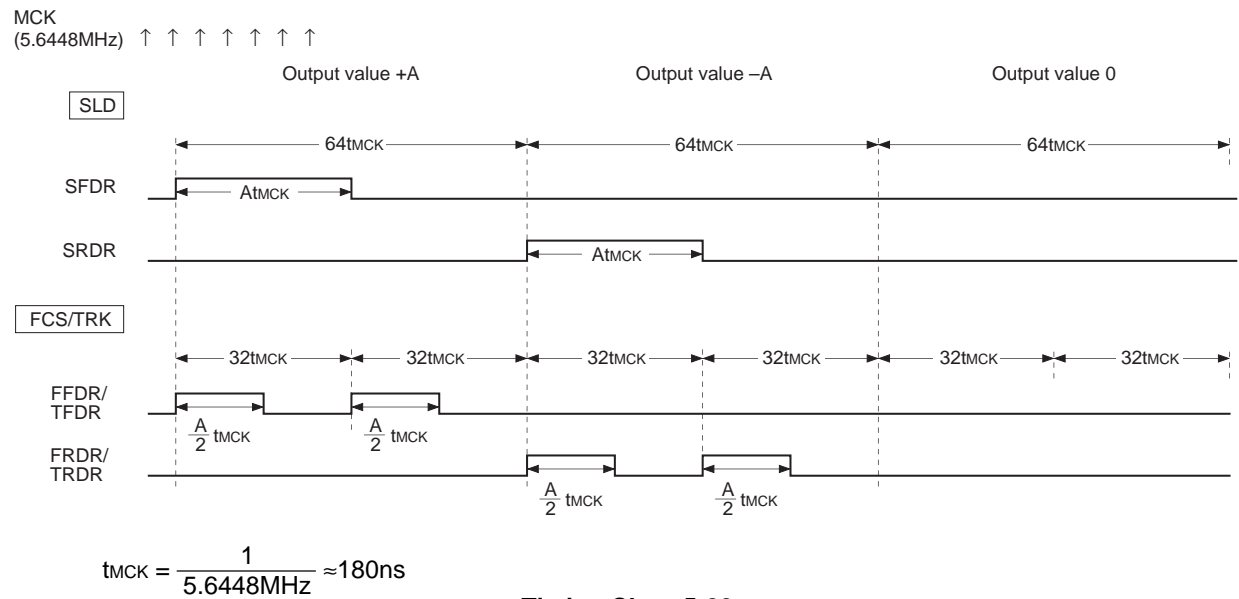 MCK
(5.6448MHz) ↑ ↑ ↑ ↑ ↑ ↑ ↑
Output value +A Output value –A Output value 0
SLD
64tMCK 64tMCK 64tMCK
SFDR
AtMCK
SRDR
AtMCK
FCS/TRK
32tMCK 32tMCK 32tMCK 32tMCK 32tMCK 32tMCK
FFDR/
TFDR
A/2 tMCK A/2 tMCK
FRDR/
TRDR
A/2 tMCK A/2 tMCK
tMCK = 1/5.6448MHz ≈180ns